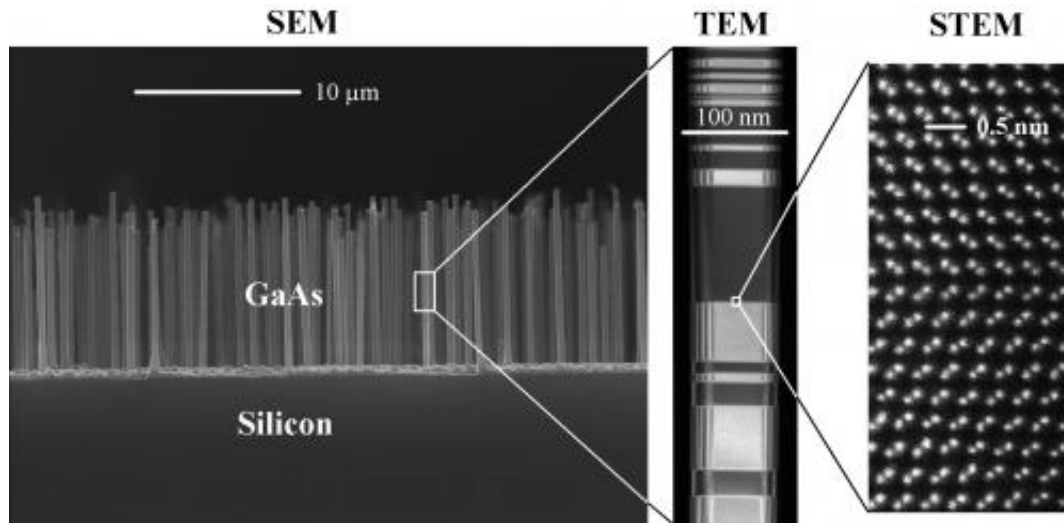 SEM
TEM
STEM
10 μm
100 nm
0.5 nm
GaAs
Silicon